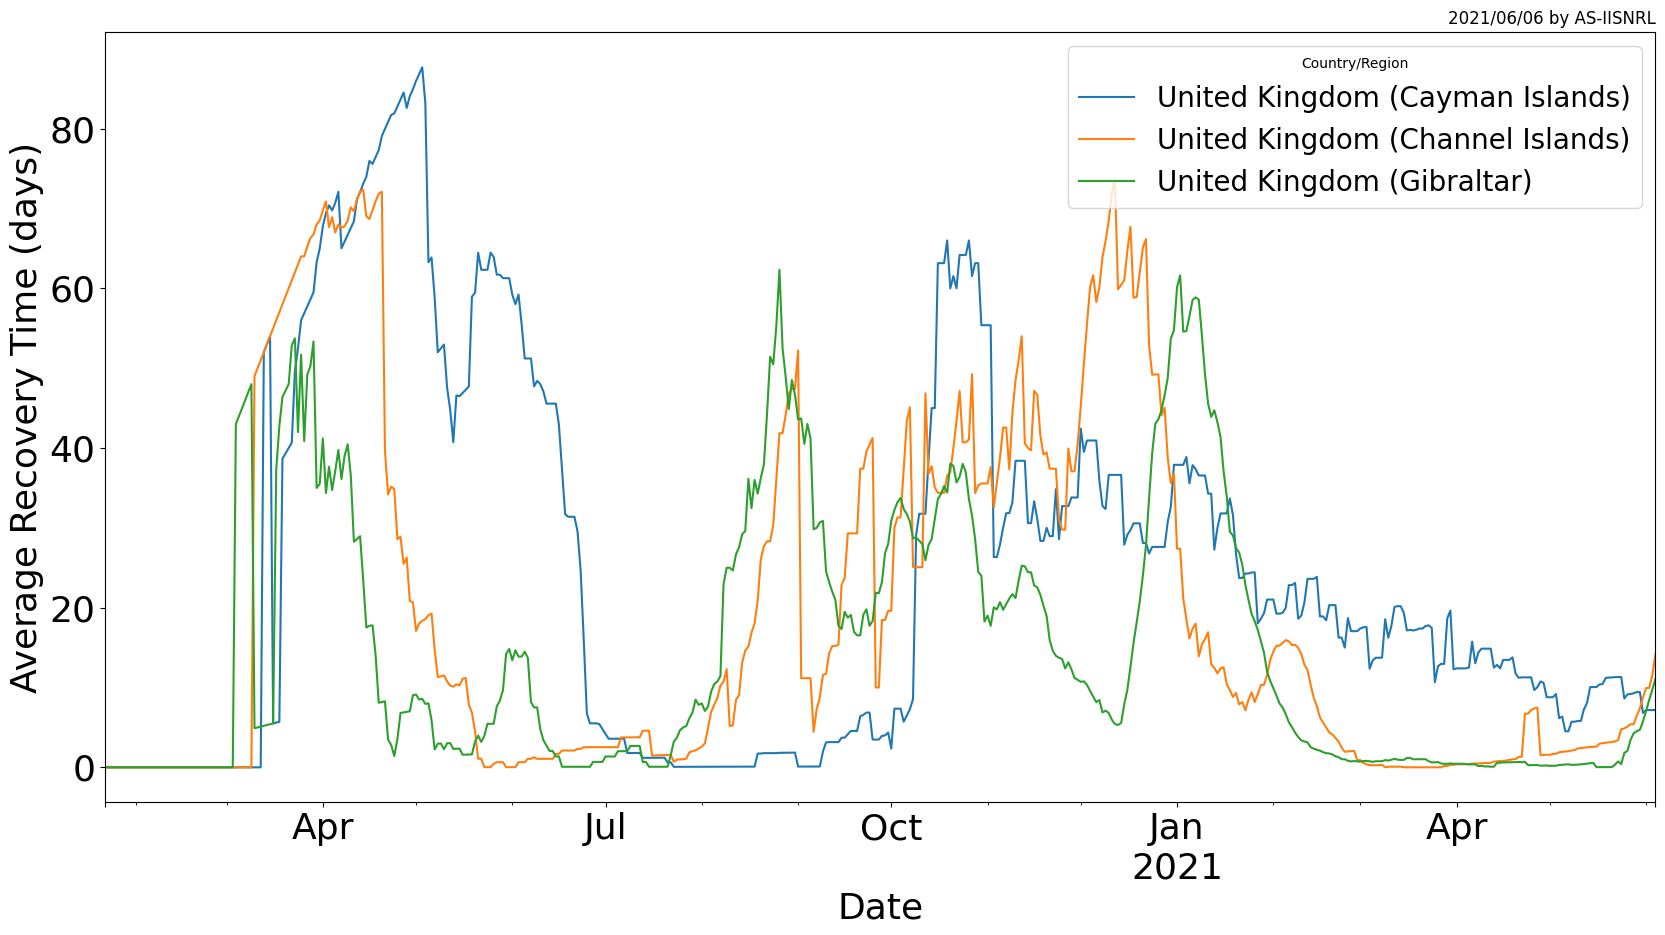 2021/06/06 by AS-IISNRL
Country/Region
United Kingdom (Cayman Islands)
United Kingdom (Channel Islands)
United Kingdom (Gibraltar)
Average Recovery Time (days)
80
60
40
20
0
Apr
Jul
Oct
Jan
2021
Apr
Date